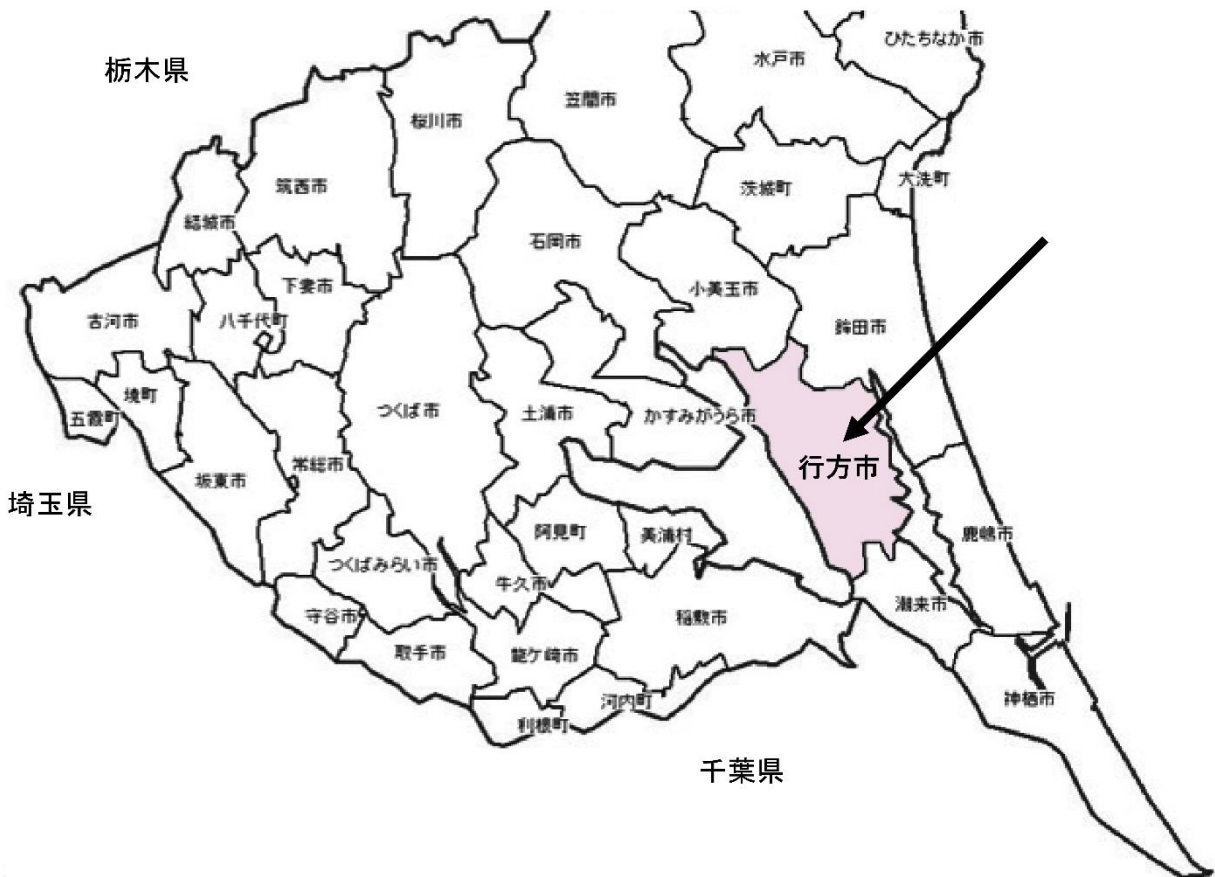 ひたちなか市
水戸市
栃木県
笠間市
桜川市
筑西市
茨城町
大洗町
結城市
石岡市
下妻市
小美玉市
古河市
八千代町
鉾田市
境町
五霞町
つくば市
土浦市
かすみがうら市
常総市
行方市
坂東市
埼玉県
阿見町
美浦村
鹿嶋市
つくばみらい市
牛久市
潮来市
守谷市
稲敷市
取手市
龍ケ崎市
河内町
神栖市
利根町
千葉県